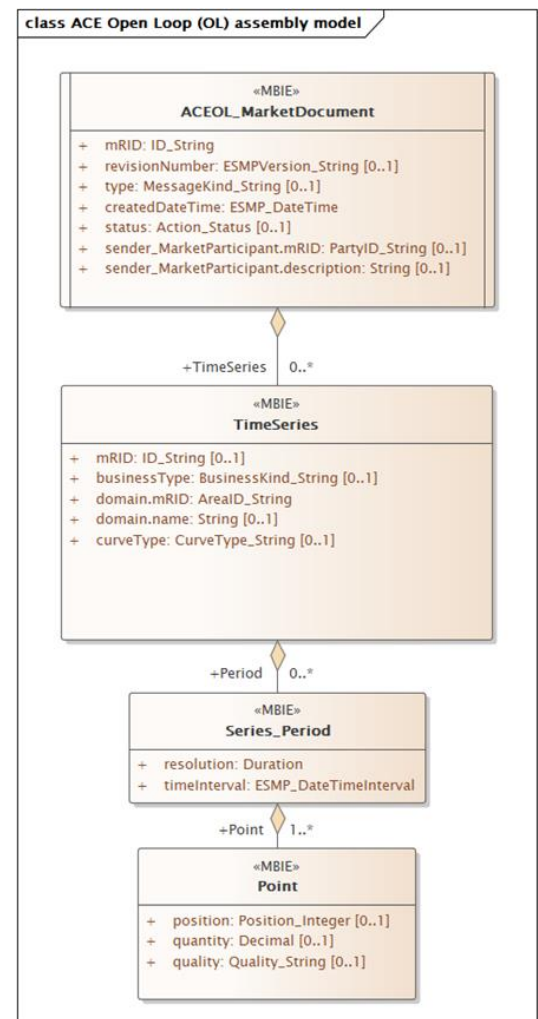 class ACE Open Loop (OL) assembly model
«MBIE»
ACEOL_MarketDocument
+ mRID: ID_String
+ revisionNumber: ESMPVersion_String [0..1]
+ type: MessageKind_String [0..1]
+ createdDateTime: ESMP_DateTime
+ status: Action_Status [0..1]
+ sender_MarketParticipant.mRID: PartyID_String [0..1]
+ sender_MarketParticipant.description: String [0..1]
+TimeSeries 0..*
«MBIE»
TimeSeries
+ mRID: ID_String [0..1]
+ businessType: BusinessKind_String [0..1]
+ domain.mRID: AreaID_String
+ domain.name: String [0..1]
+ curveType: CurveType_String [0..1]
+Period 0..*
«MBIE»
Series_Period
+ resolution: Duration
+ timeInterval: ESMP_DateTimeInterval
+Point 1..*
«MBIE»
Point
+ position: Position_Integer [0..1]
+ quantity: Decimal [0..1]
+ quality: Quality_String [0..1]